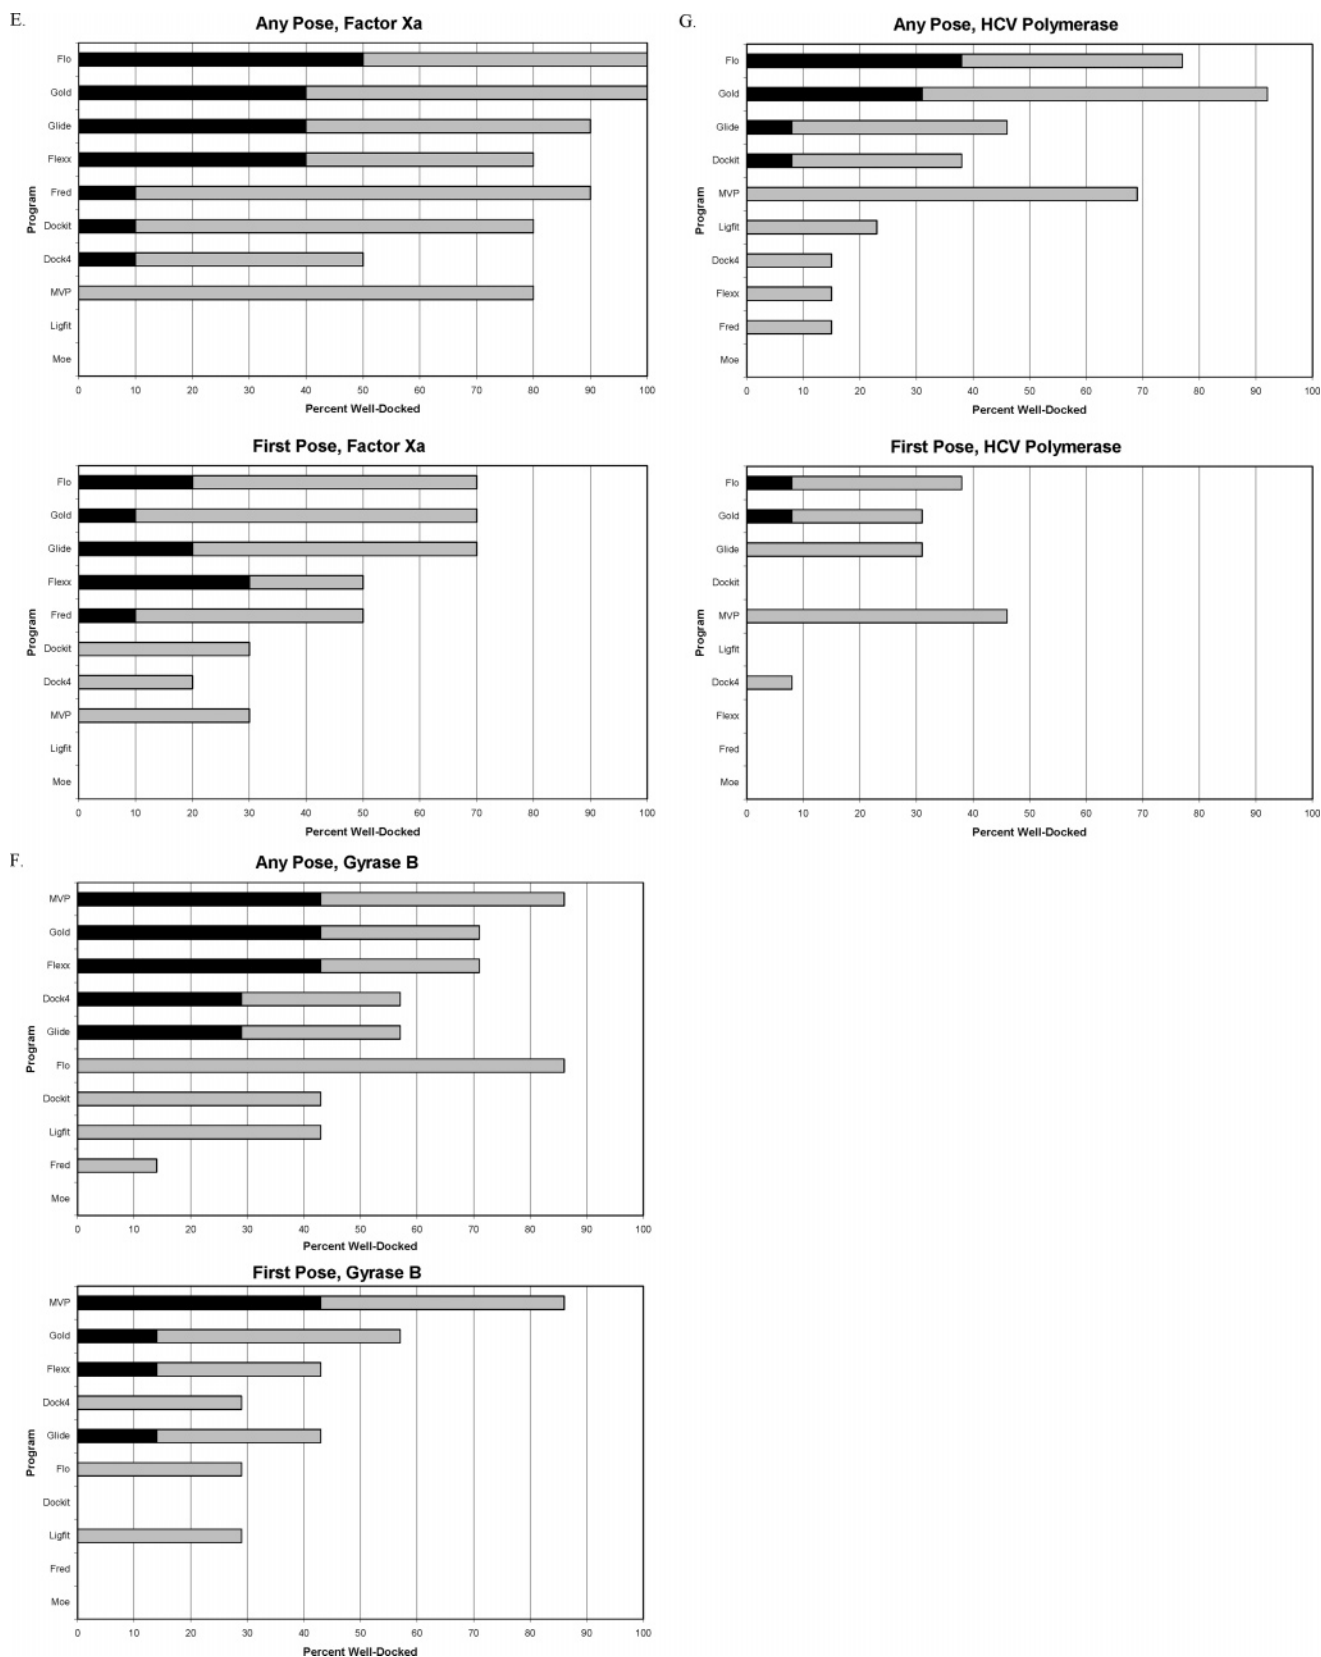 E.
Any Pose, Factor Xa
Program
Flo
Gold
Glide
Flexx
Fred
Dockit
Dock4
MVP
Ligfit
Moe
0 10 20 30 40 50 60 70 80 90 100
Percent Well-Docked
First Pose, Factor Xa
Program
Flo
Gold
Glide
Flexx
Fred
Dockit
Dock4
MVP
Ligfit
Moe
0 10 20 30 40 50 60 70 80 90 100
Percent Well-Docked
F.
Any Pose, Gyrase B
Program
MVP
Gold
Flexx
Dock4
Glide
Flo
Dockit
Ligfit
Fred
Moe
0 10 20 30 40 50 60 70 80 90 100
Percent Well-Docked
First Pose, Gyrase B
Program
MVP
Gold
Flexx
Dock4
Glide
Flo
Dockit
Ligfit
Fred
Moe
0 10 20 30 40 50 60 70 80 90 100
Percent Well-Docked
G.
Any Pose, HCV Polymerase
Program
Flo
Gold
Glide
Dockit
MVP
Ligfit
Dock4
Flexx
Fred
Moe
0 10 20 30 40 50 60 70 80 90 100
Percent Well-Docked
First Pose, HCV Polymerase
Program
Flo
Gold
Glide
Dockit
MVP
Ligfit
Dock4
Flexx
Fred
Moe
0 10 20 30 40 50 60 70 80 90 100
Percent Well-Docked